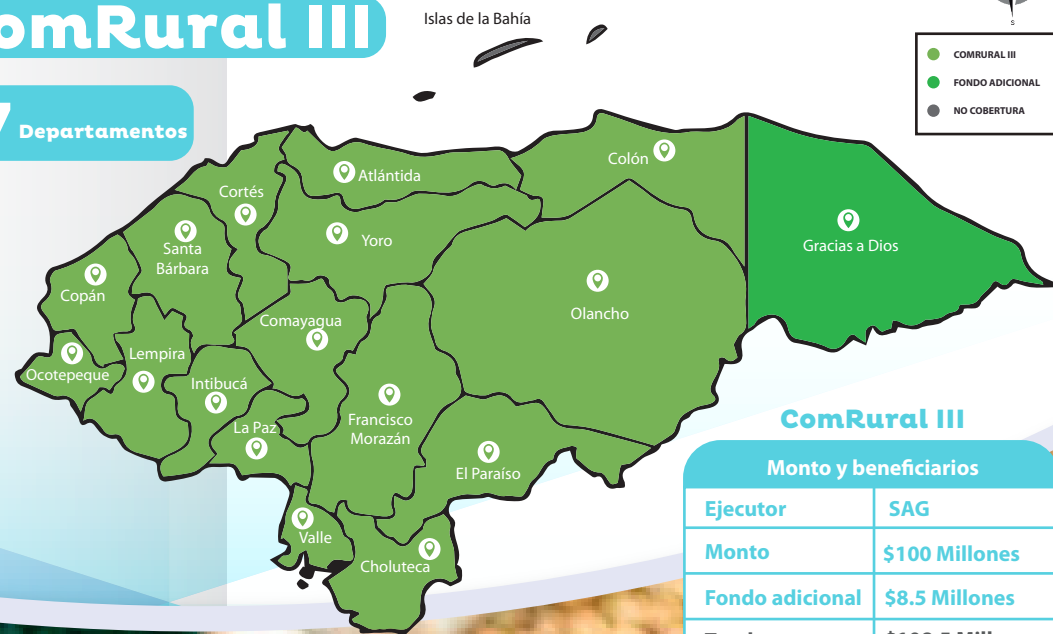 omRural III
Islas de la Bahía
S
COMRURAL III
FONDO ADICIONAL
NO COBERTURA
7 Departamentos
Colón
Atlántida
Cortés
Yoro
Santa
Bárbara
Gracias a Dios
Copán
Olancho
Comayagua
Lempira
Ocotepeque
Intibucá
Francisco
Morazán
La Paz
El Paraíso
Valle
Choluteca
ComRural III
Monto y beneficiarios
Ejecutor SAG
Monto $100 Millones
Fondo adicional $8.5 Millones